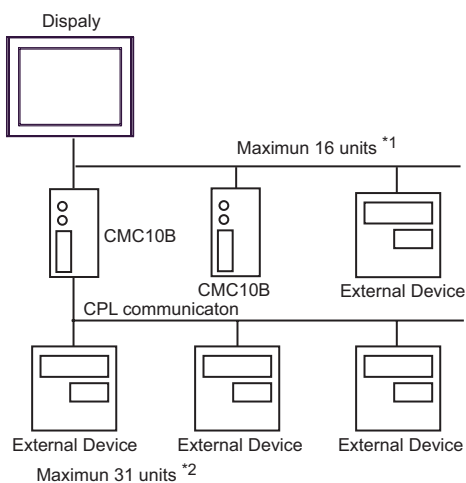 Dispaly
Maximun 16 units *1
CMC10B
CMC10B
External Device
CPL communicaton
External Device
External Device
External Device
Maximun 31 units *2